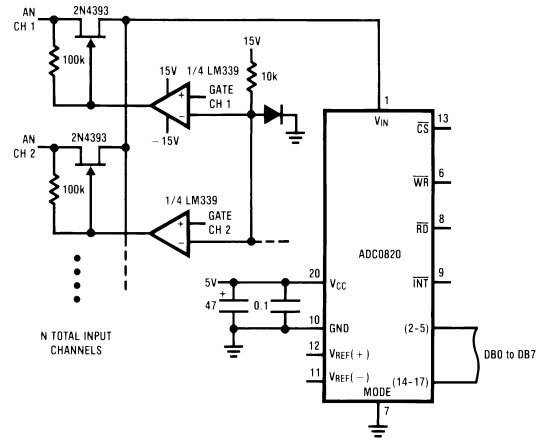 AN
CH 1
2N4393
100k
15V
1/4 LM339
+
−
GATE
CH 1
−15V
15V
10k
AN
CH 2
2N4393
100k
1/4 LM339
+
−
GATE
CH 2
N TOTAL INPUT
CHANNELS
5V
+
47
0.1
1
VIN
13
CS
6
WR
8
RD
ADC0820
20
VCC
9
INT
10
GND
(2-5)
12
VREF(+)
DB0 to DB7
11
VREF(−)
(14-17)
MODE
7